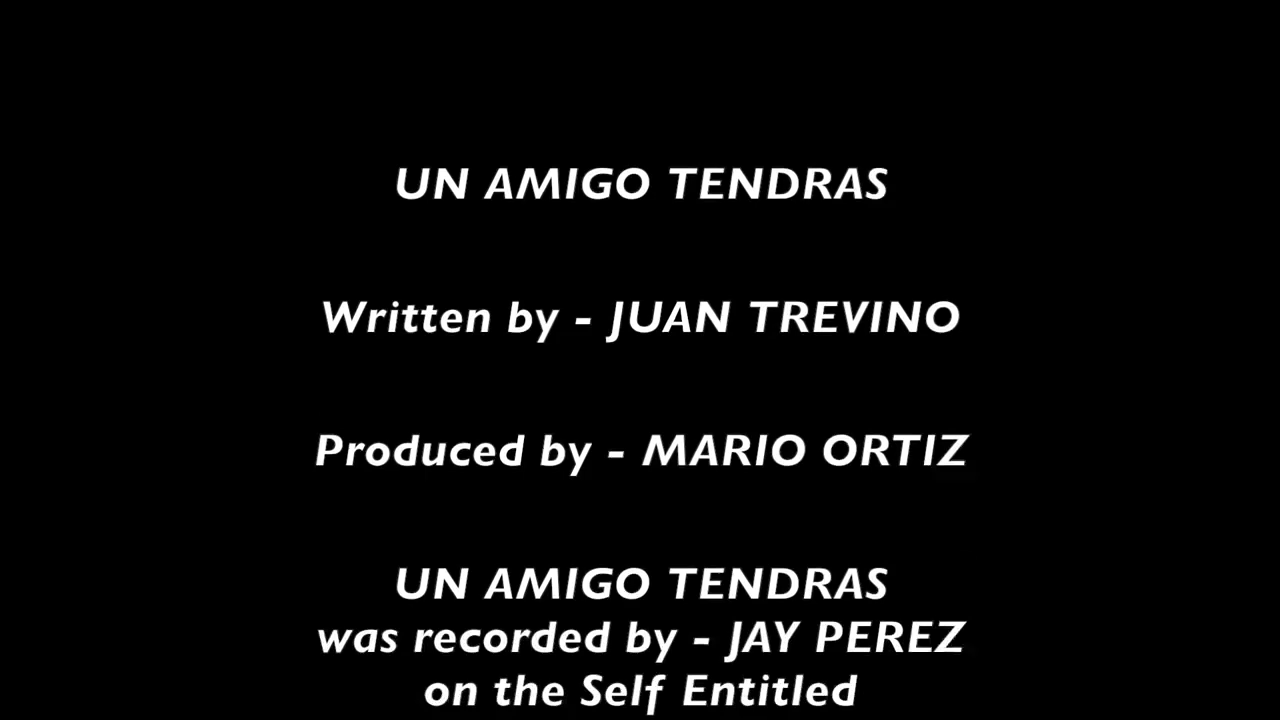 UN AMIGO TENDRAS
Written by - JUAN TREVINO
Produced by - MARIO ORTIZ
UN AMIGO TENDRAS
was recorded by - JAY PEREZ
on the Self Entitled